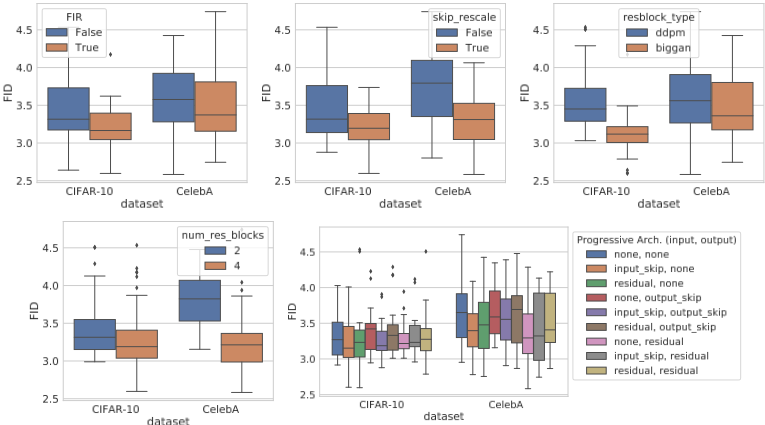 FIR
False
True
4.5
4.0
3.5
3.0
2.5
FID
CIFAR-10
CelebA
dataset
skip_rescale
False
True
4.5
4.0
3.5
3.0
2.5
FID
CIFAR-10
CelebA
dataset
resblock_type
ddpm
biggan
4.5
4.0
3.5
3.0
2.5
FID
CIFAR-10
CelebA
dataset
num_res_blocks
2
4
4.5
4.0
3.5
3.0
2.5
FID
CIFAR-10
CelebA
dataset
4.5
4.0
3.5
3.0
2.5
FID
CIFAR-10
CelebA
dataset
Progressive Arch. (input, output)
none, none
input_skip, none
residual, none
none, output_skip
input_skip, output_skip
residual, output_skip
none, residual
input_skip, residual
residual, residual